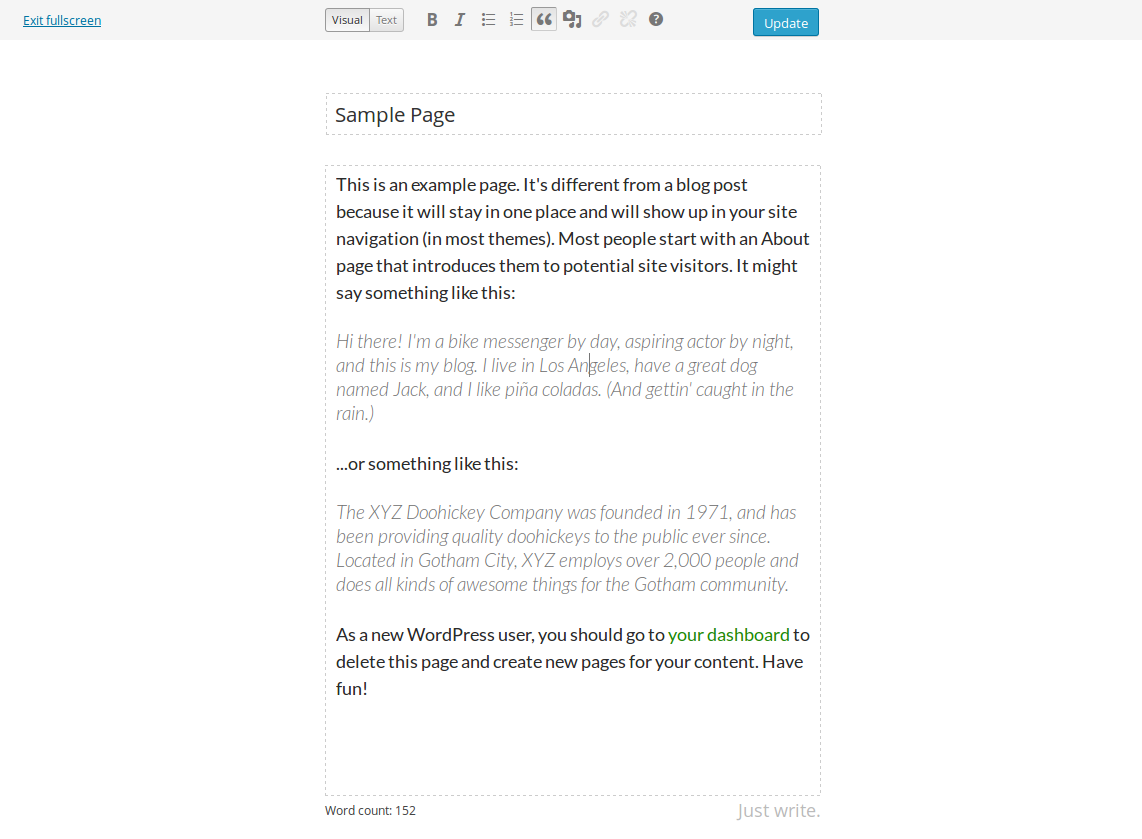 Exit fullscreen
Visual Text
Update
Sample Page
This is an example page. It's different from a blog post
because it will stay in one place and will show up in your site
navigation (in most themes). Most people start with an About
page that introduces them to potential site visitors. It might
say something like this:
Hi there! I'm a bike messenger by day, aspiring actor by night,
and this is my blog. I live in Los Angeles, have a great dog
named Jack, and I like piña coladas. (And gettin' caught in the
rain.)
...or something like this:
The XYZ Doohickey Company was founded in 1971, and has
been providing quality doohickeys to the public ever since.
Located in Gotham City, XYZ employs over 2,000 people and
does all kinds of awesome things for the Gotham community.
As a new WordPress user, you should go to your dashboard to
delete this page and create new pages for your content. Have
fun!
Word count: 152
Just write.